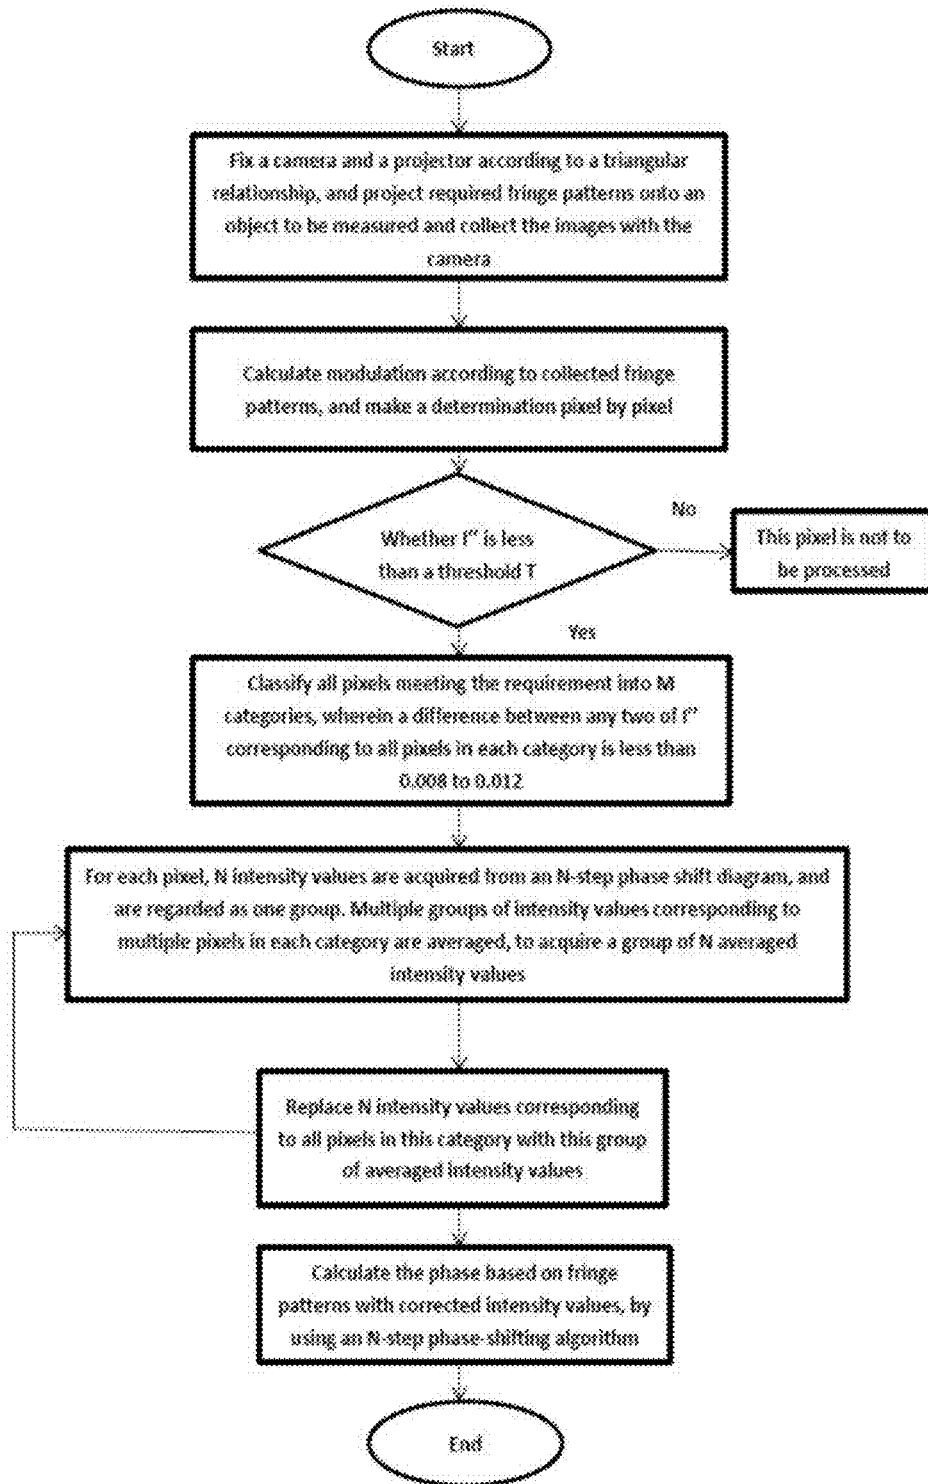 Start
Fix a camera and a projector according to a triangular
relationship, and project required fringe patterns onto an
object to be measured and collect the images with the
camera
Calculate modulation according to collected fringe
patterns, and make a determination pixel by pixel
Whether I'' is less
than a threshold T
No
This pixel is not to
be processed
Yes
Classify all pixels meeting the requirement into M
categories, wherein a difference between any two of I''
corresponding to all pixels in each category is less than
0.008 to 0.012
For each pixel, N intensity values are acquired from an N-step phase shift diagram, and
are regarded as one group. Multiple groups of intensity values corresponding to
multiple pixels in each category are averaged, to acquire a group of N averaged
intensity values
Replace N intensity values corresponding
to all pixels in this category with this group
of averaged intensity values
Calculate the phase based on fringe
patterns with corrected intensity values, by
using an N-step phase-shifting algorithm
End